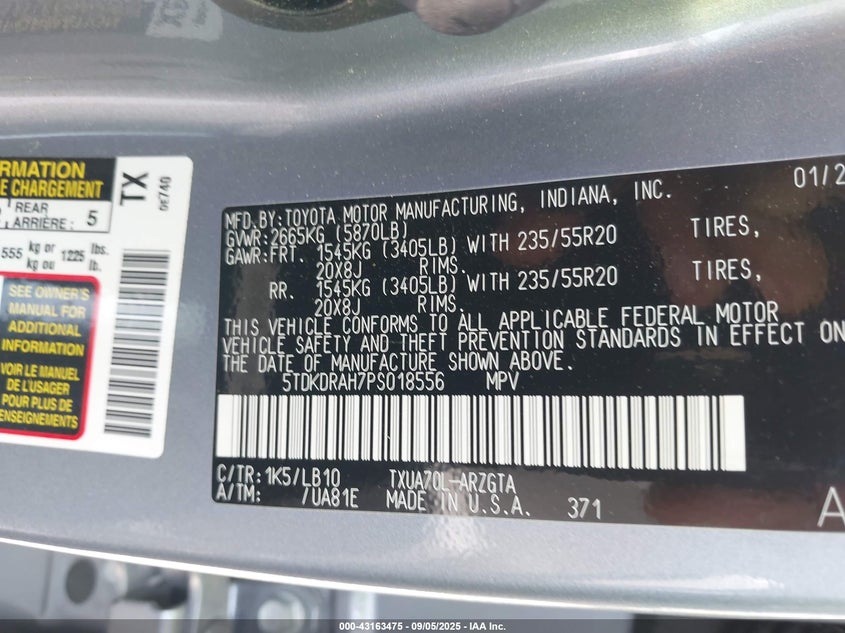 FORMATION
E CHARGEMENT
REAR
ARRIÈRE: 5
555 kg or kg ou 1225 lbs. lb.
SEE OWNER'S
MANUAL FOR
ADDITIONAL
INFORMATION
VOIR LE MANUEL
DE L'USAGER
POUR PLUS DE
RENSEIGNEMENTS
TX
0E740
MFD.BY:TOYOTA MOTOR MANUFACTURING, INDIANA, INC. 01/2
GVWR:2665KG (5870LB)
GAWR:FRT. 1545KG (3405LB) WITH 235/55R20 TIRES,
20X8J RIMS.
RR. 1545KG (3405LB) WITH 235/55R20 TIRES,
20X8J RIMS.
THIS VEHICLE CONFORMS TO ALL APPLICABLE FEDERAL MOTOR
VEHICLE SAFETY AND THEFT PREVENTION STANDARDS IN EFFECT ON
THE DATE OF MANUFACTURE SHOWN ABOVE.
5TDKDRAH7PS018556 MPV
C/TR:1K5/LB10 TXUA70L-ARZGTA
A/TM: /UA81E MADE IN U.S.A. 371
A
000-43163475 - 09/05/2025 - IAA Inc.